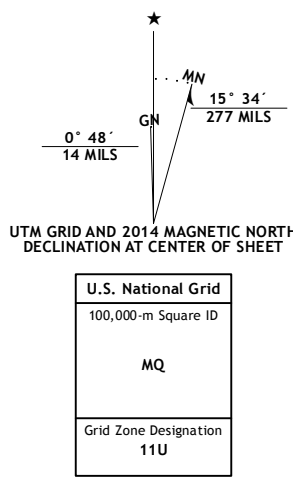 MN
GN
15° 34´
277 MILS
0° 48´
14 MILS
UTM GRID AND 2014 MAGNETIC NORTH
DECLINATION AT CENTER OF SHEET
U.S. National Grid
100,000-m Square ID
MQ
Grid Zone Designation
11U